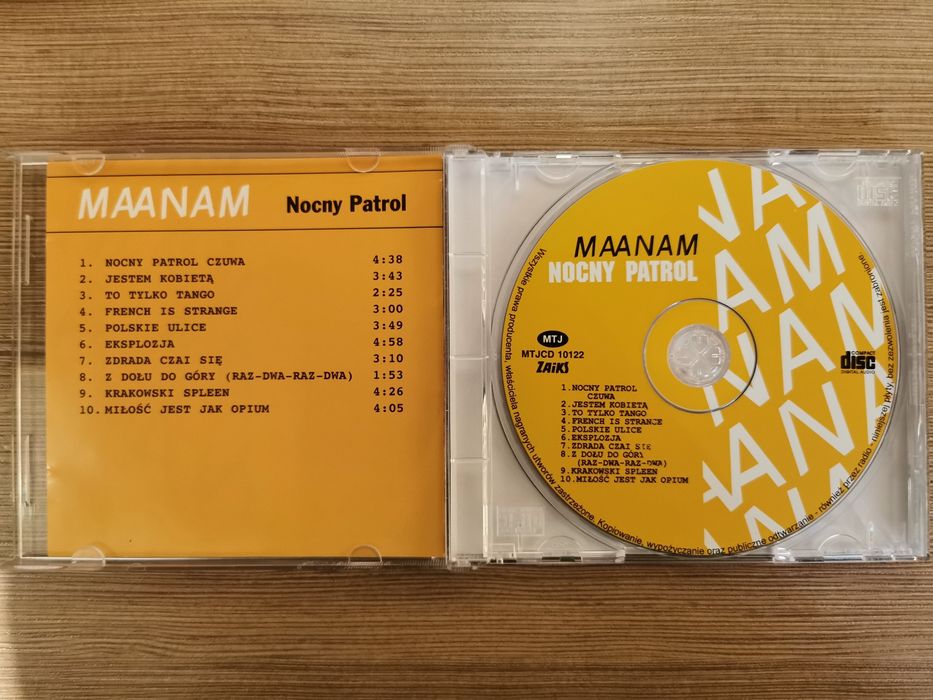 MAANAM Nocny Patrol
1. NOCNY PATROL CZUWA 4:38
2. JESTEM KOBIETĄ 3:43
3. TO TYLKO TANGO 2:25
4. FRENCH IS STRANGE 3:00
5. POLSKIE ULICE 3:49
6. EKSPLOZJA 4:58
7. ZDRADA CZAI SIĘ 3:10
8. Z DOŁU DO GÓRY (RAZ-DWA-RAZ-DWA) 1:53
9. KRAKOWSKI SPLEEN 4:26
10. MIŁOŚĆ JEST JAK OPIUM 4:05
MAANAM
NOCNY PATROL
MTJ
MTJCD 10122
ZAiKS
COMPACT
disc
DIGITAL AUDIO
1. NOCNY PATROL
CZUWA
2. JESTEM KOBIETĄ
3. TO TYLKO TANGO
4. FRENCH IS STRANGE
5. POLSKIE ULICE
6. EKSPLOZJA
7. ZDRADA CZAI SIĘ
8. Z DOŁU DO GÓRY
(RAZ-DWA-RAZ-DWA)
9. KRAKOWSKI SPLEEN
10. MIŁOŚĆ JEST JAK OPIUM
Wszystkie prawa producenta, właściciela nagranych utworów zastrzeżone. Kopiowanie, wypożyczanie oraz publiczne odtwarzanie - również przez radio - niniejszej płyty, bez zezwolenia jest zabronione.